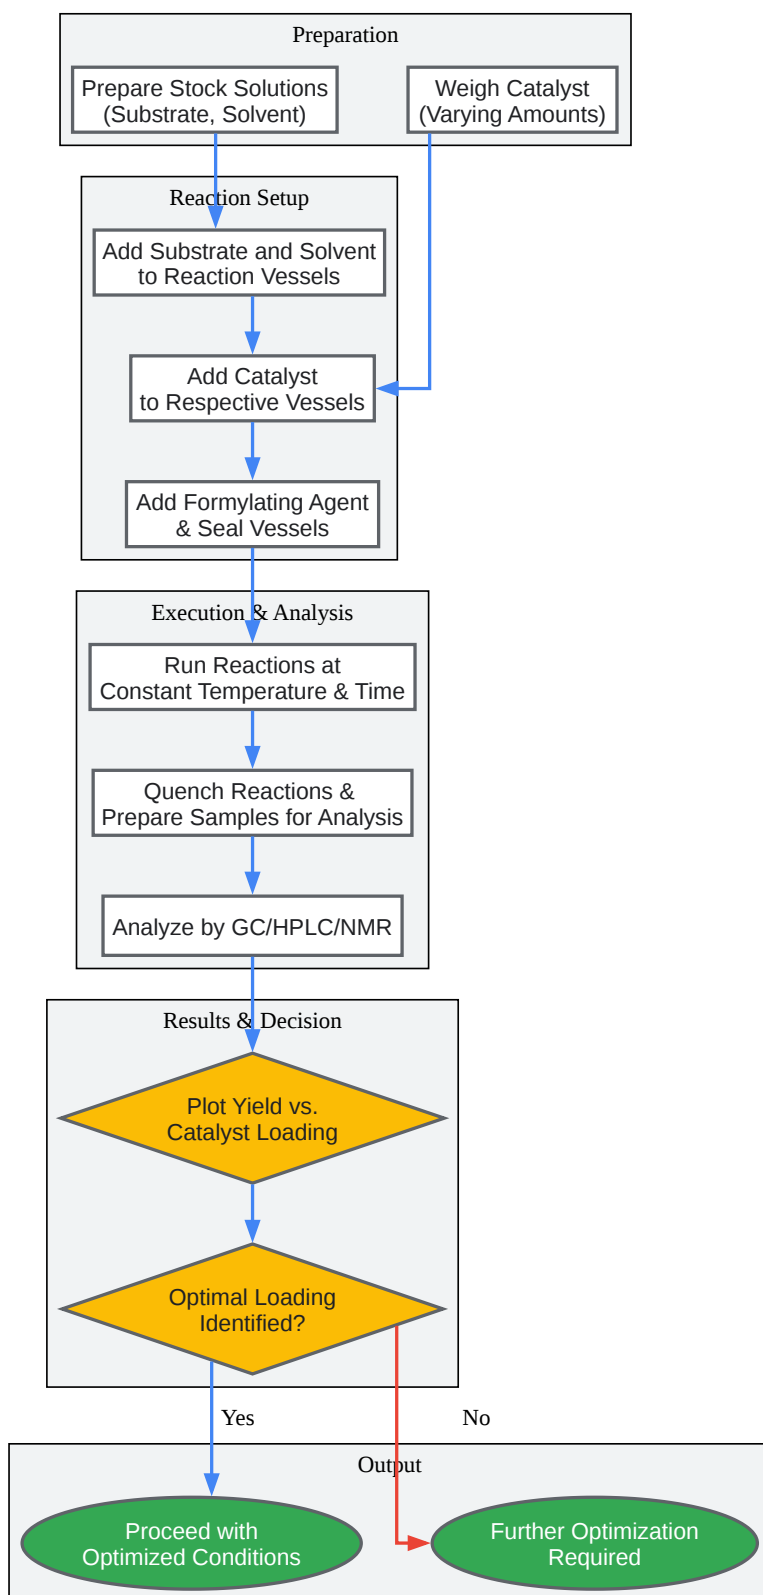 Preparation
Prepare Stock Solutions
(Substrate, Solvent)
Weigh Catalyst
(Varying Amounts)
Reaction Setup
Add Substrate and Solvent
to Reaction Vessels
Add Catalyst
to Respective Vessels
Add Formylating Agent
& Seal Vessels
Execution & Analysis
Run Reactions at
Constant Temperature & Time
Quench Reactions &
Prepare Samples for Analysis
Analyze by GC/HPLC/NMR
Results & Decision
Plot Yield vs.
Catalyst Loading
Optimal Loading
Identified?
Yes
No
Output
Proceed with
Optimized Conditions
Further Optimization
Required